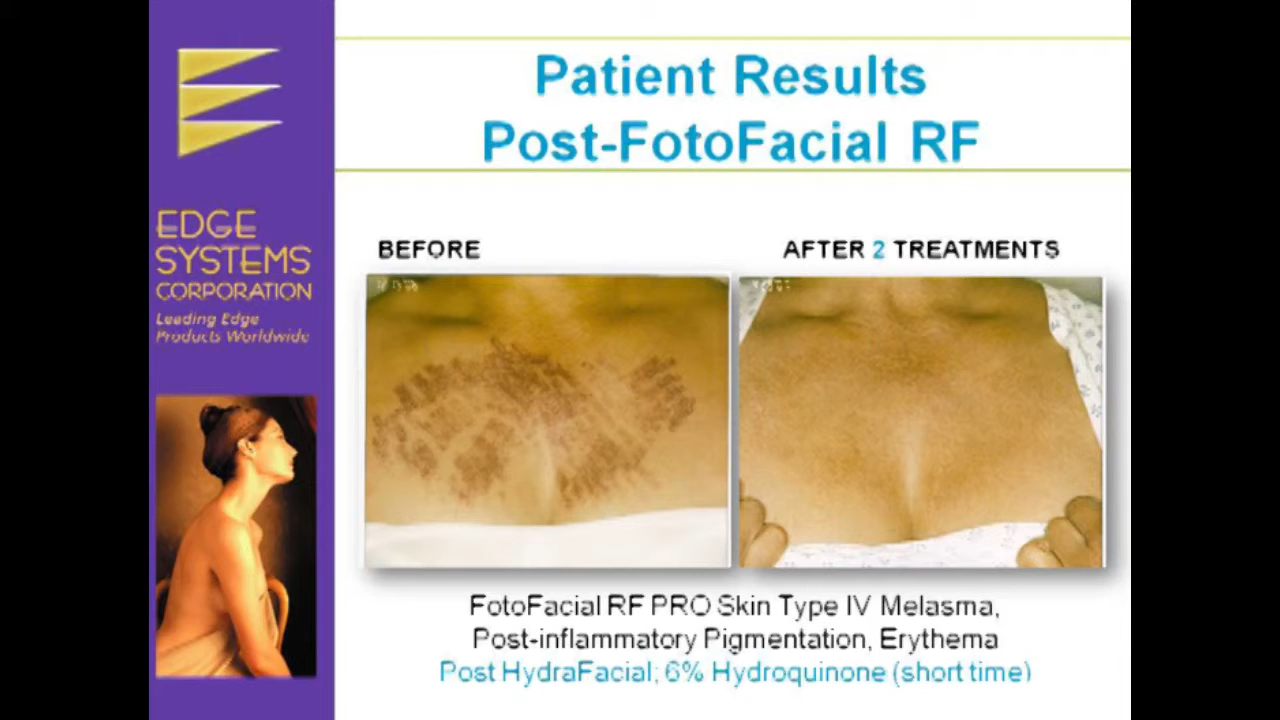 EDGE
SYSTEMS
CORPORATION
Leading Edge
Products Worldwide
Patient Results
Post-FotoFacial RF
BEFORE
AFTER 2 TREATMENTS
FotoFacial RF PRO Skin Type IV Melasma,
Post-inflammatory Pigmentation, Erythema
Post HydraFacial; 6% Hydroquinone (short time)